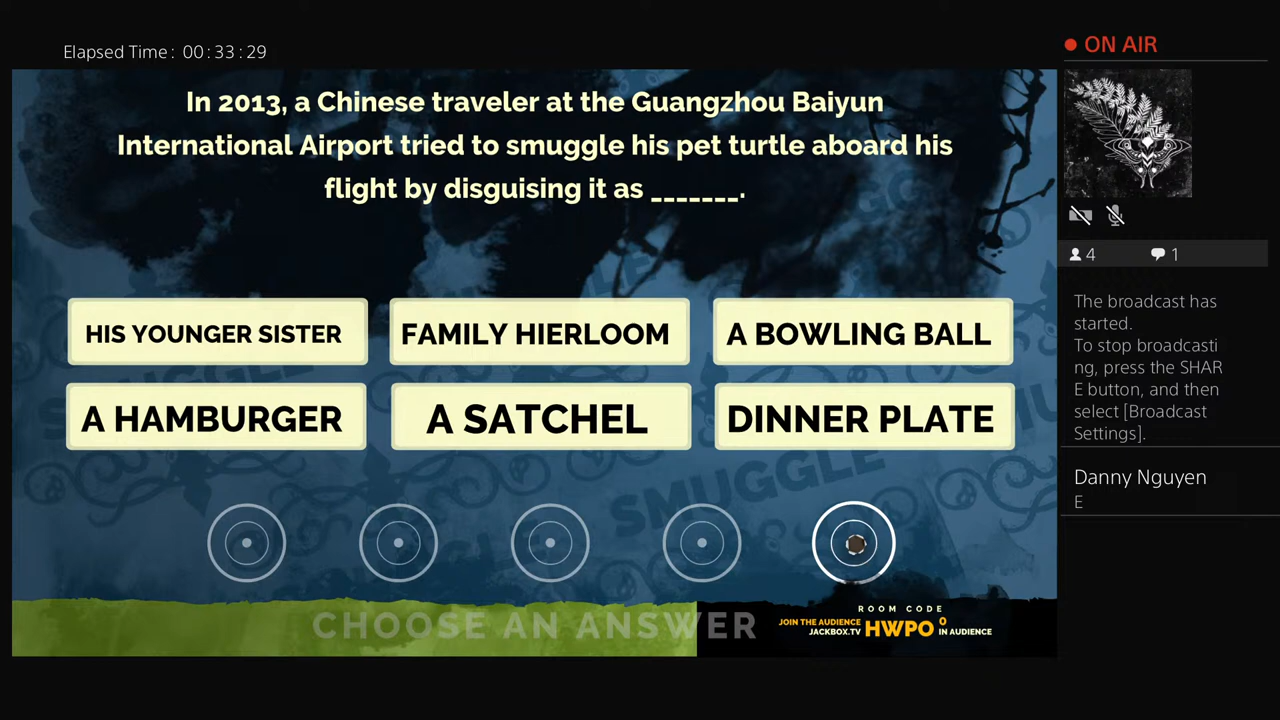 Elapsed Time: 00:33:29
ON AIR
In 2013, a Chinese traveler at the Guangzhou Baiyun
International Airport tried to smuggle his pet turtle aboard his
flight by disguising it as _______.
4
1
HIS YOUNGER SISTER
FAMILY HIERLOOM
A BOWLING BALL
A HAMBURGER
A SATCHEL
DINNER PLATE
The broadcast has
started.
To stop broadcasti
ng, press the SHAR
E button, and then
select [Broadcast
Settings].
Danny Nguyen
E
SMUGGLE
CHOOSE AN ANSWER
ROOM CODE
JOIN THE AUDIENCE
JACKBOX.TV
HWPO
0
IN AUDIENCE